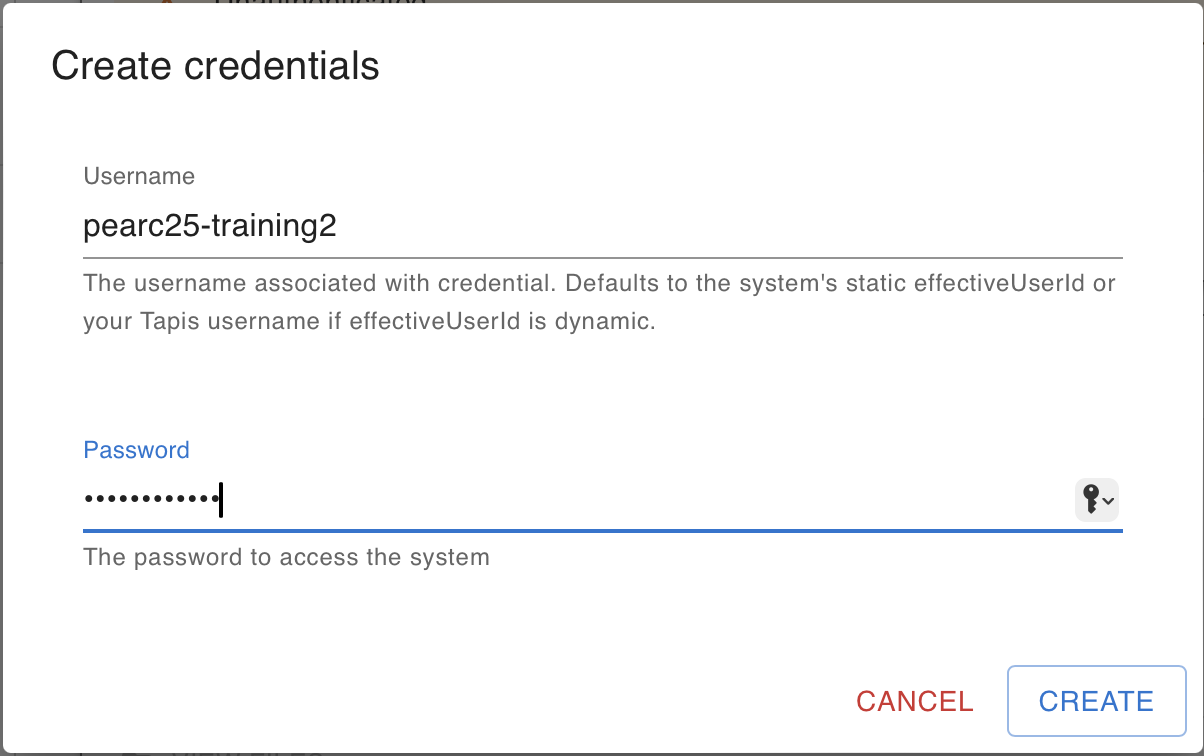 Create credentials
Username
pearc25-training2
The username associated with credential. Defaults to the system's static effectiveUserId or
your Tapis username if effectiveUserId is dynamic.
Password
••••••••••••
The password to access the system
CANCEL
CREATE